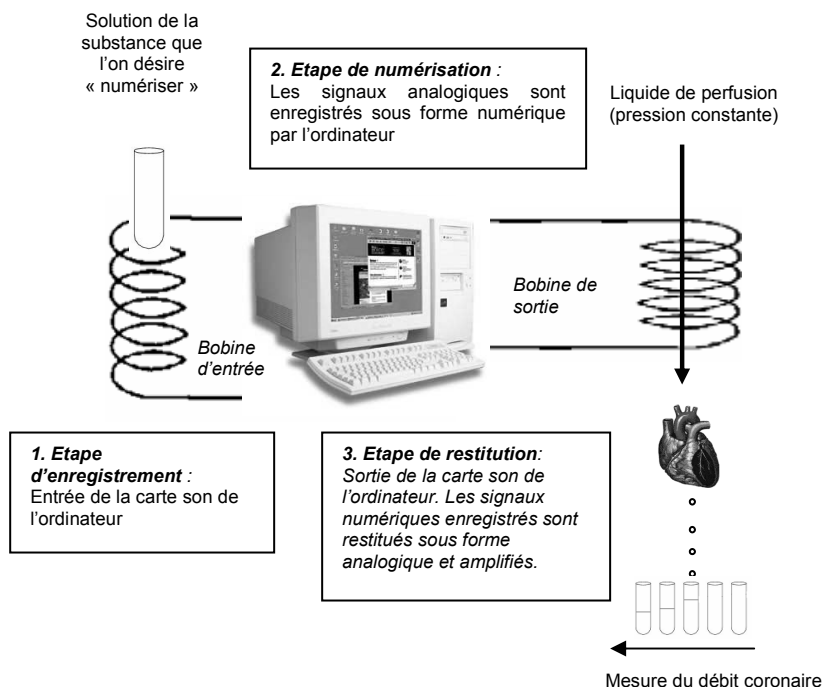 Solution de la
substance que
l'on désire
« numériser »
2. Etape de numérisation :
Les signaux analogiques sont
enregistrés sous forme numérique
par l'ordinateur
Liquide de perfusion
(pression constante)
Bobine de
sortie
Bobine
d'entrée
1. Etape
d'enregistrement :
Entrée de la carte son de
l'ordinateur
3. Etape de restitution:
Sortie de la carte son de
l'ordinateur. Les signaux
numériques enregistrés sont
restitués sous forme
analogique et amplifiés.
Mesure du débit coronaire